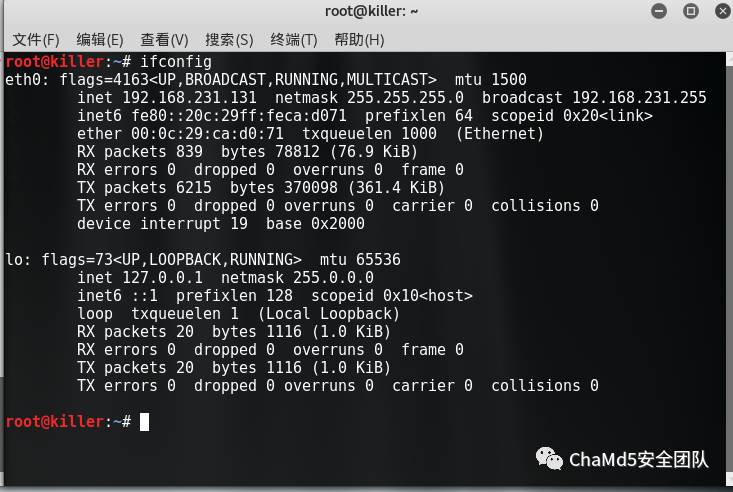 root@killer: ~
文件(F) 编辑(E) 查看(V) 搜索(S) 终端(T) 帮助(H)
root@killer:~# ifconfig
eth0: flags=4163<UP,BROADCAST,RUNNING,MULTICAST>  mtu 1500
        inet 192.168.231.131  netmask 255.255.255.0  broadcast 192.168.231.255
        inet6 fe80::20c:29ff:feca:d071  prefixlen 64  scopeid 0x20<link>
        ether 00:0c:29:ca:d0:71  txqueuelen 1000  (Ethernet)
        RX packets 839  bytes 78812 (76.9 KiB)
        RX errors 0  dropped 0  overruns 0  frame 0
        TX packets 6215  bytes 370098 (361.4 KiB)
        TX errors 0  dropped 0 overruns 0  carrier 0  collisions 0
        device interrupt 19  base 0x2000
lo: flags=73<UP,LOOPBACK,RUNNING>  mtu 65536
        inet 127.0.0.1  netmask 255.0.0.0
        inet6 ::1  prefixlen 128  scopeid 0x10<host>
        loop  txqueuelen 1  (Local Loopback)
        RX packets 20  bytes 1116 (1.0 KiB)
        RX errors 0  dropped 0  overruns 0  frame 0
        TX packets 20  bytes 1116 (1.0 KiB)
        TX errors 0  dropped 0 overruns 0  carrier 0  collisions 0
root@killer:~#
ChaMd5安全团队